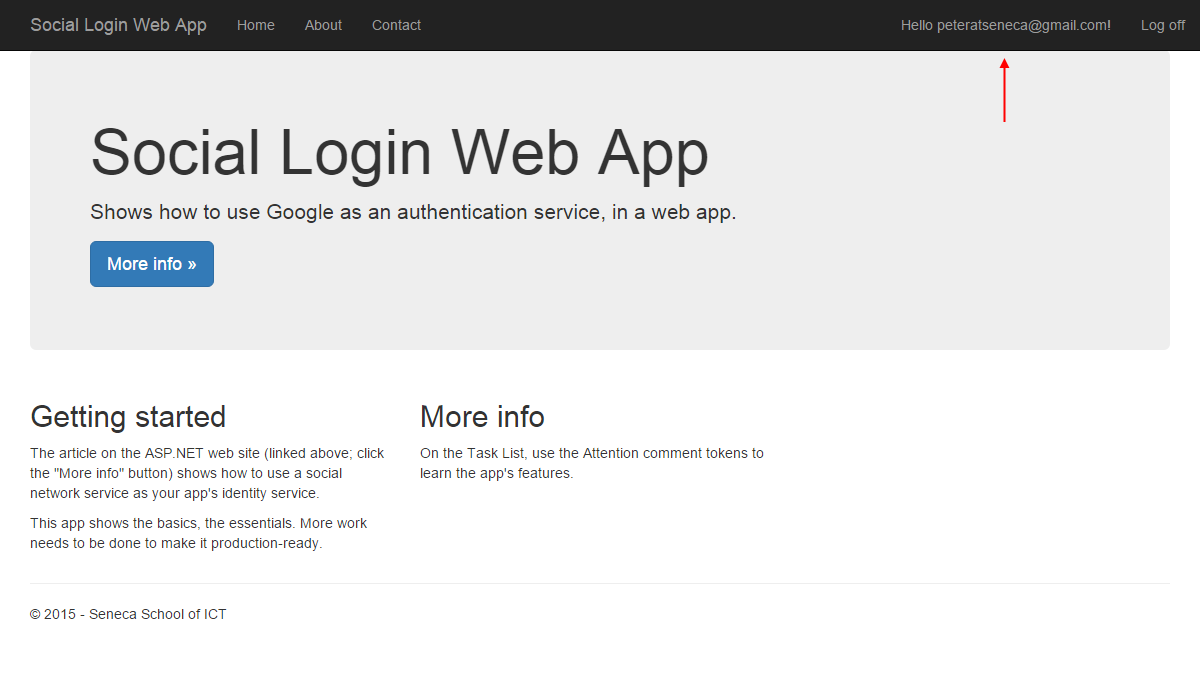 Social Login Web App Home About Contact Hello peteratseneca@gmail.com! Log off
Social Login Web App
Shows how to use Google as an authentication service, in a web app.
More info »
Getting started
The article on the ASP.NET web site (linked above; click
the "More info" button) shows how to use a social
network service as your app's identity service.
This app shows the basics, the essentials. More work
needs to be done to make it production-ready.
More info
On the Task List, use the Attention comment tokens to
learn the app's features.
© 2015 - Seneca School of ICT